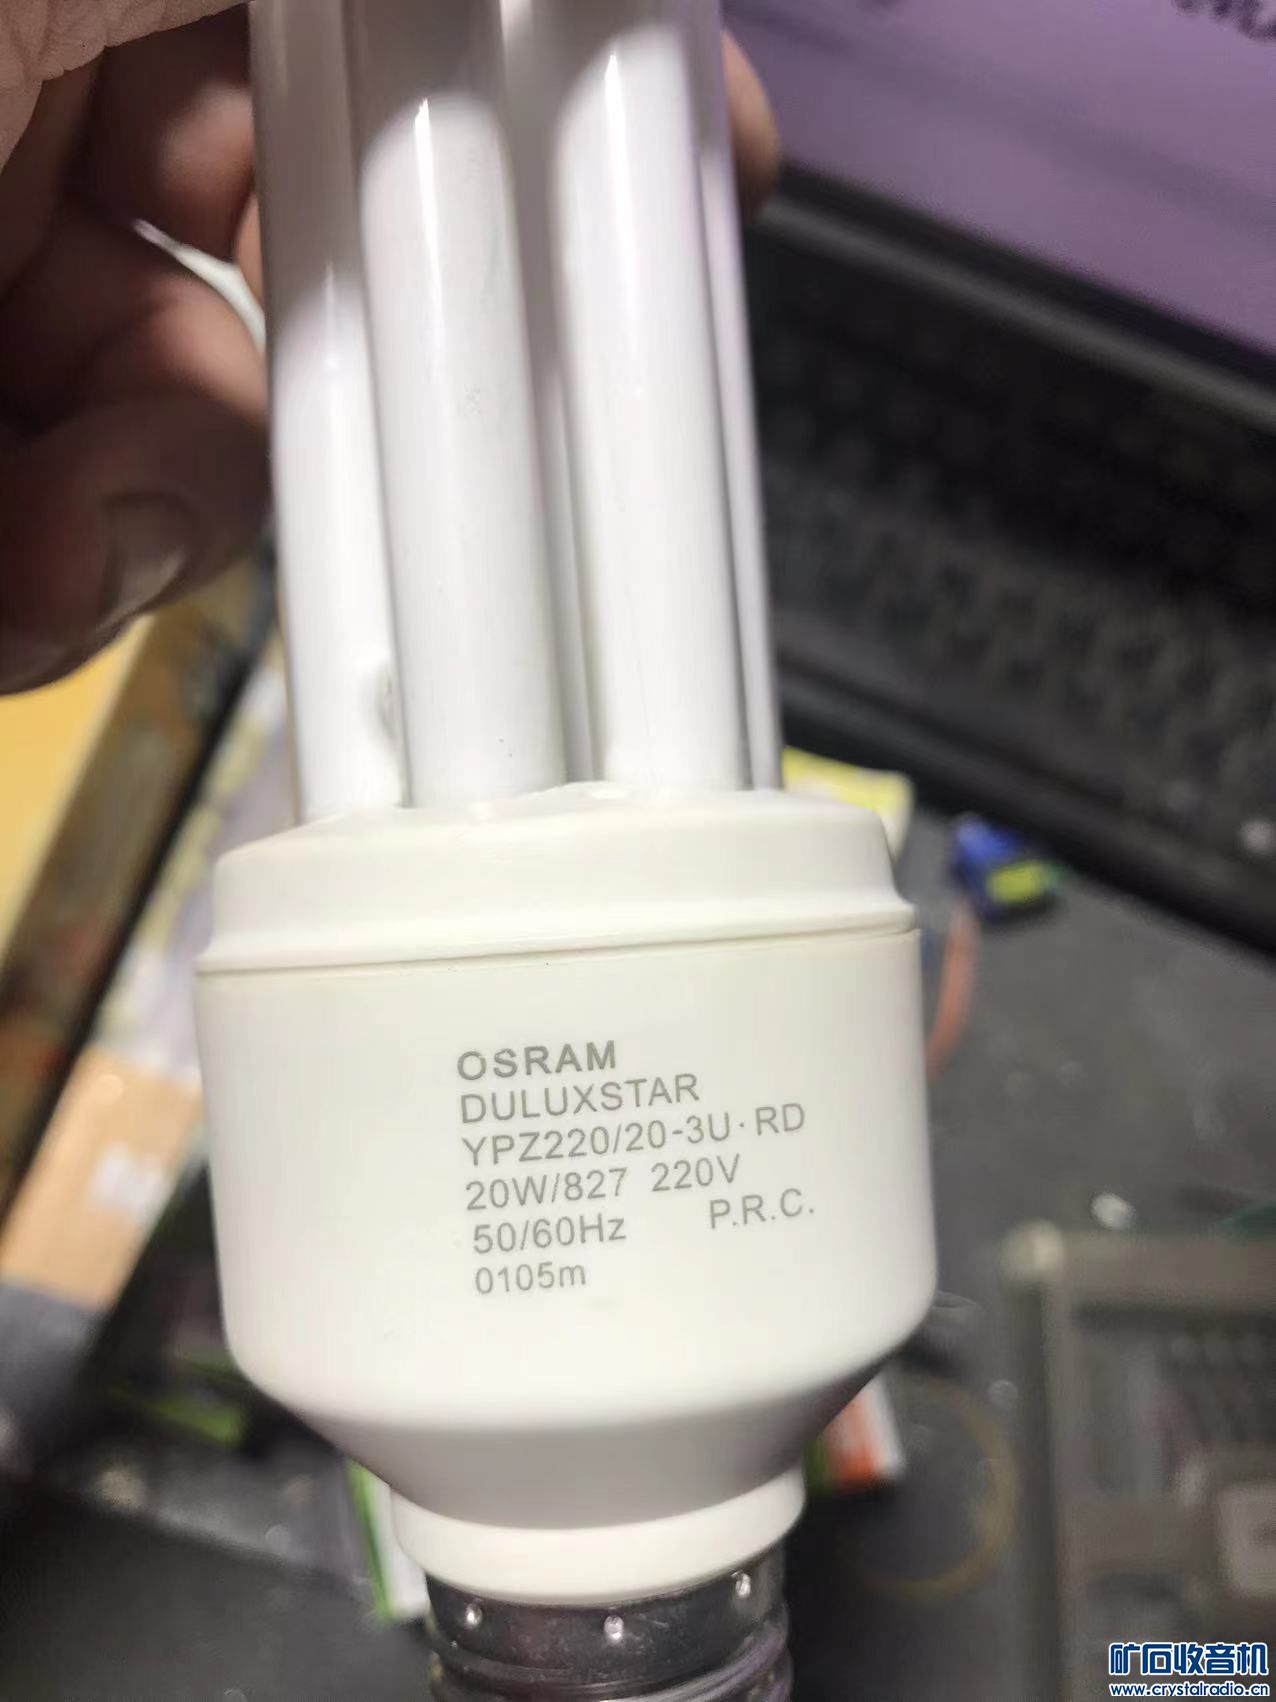 OSRAM
DULUXSTAR
YPZ220/20-3U·RD
20W/827 220V
50/60Hz P.R.C.
0105m
矿石收音机
www.crystalradio.cn